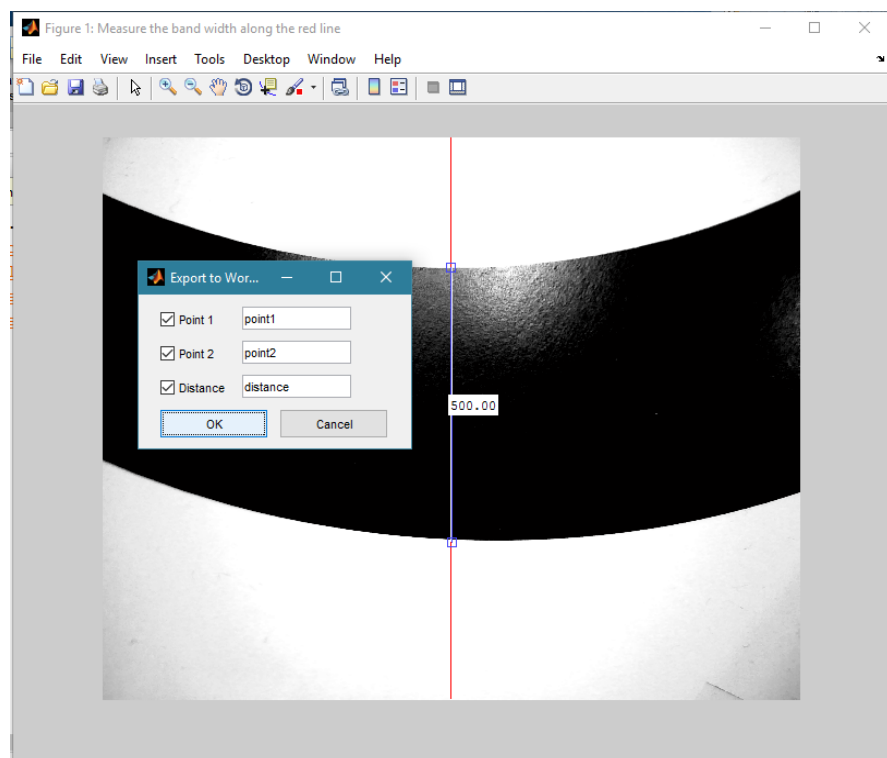 Figure 1: Measure the band width along the red line
File Edit View Insert Tools Desktop Window Help
Export to Wor...
Point 1 point1
Point 2 point2
Distance distance
OK Cancel
500.00